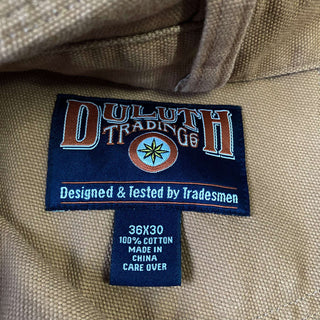 DULUTH
TRADING CO
Designed & Tested by Tradesmen
36X30
100% COTTON
MADE IN
CHINA
CARE OVER